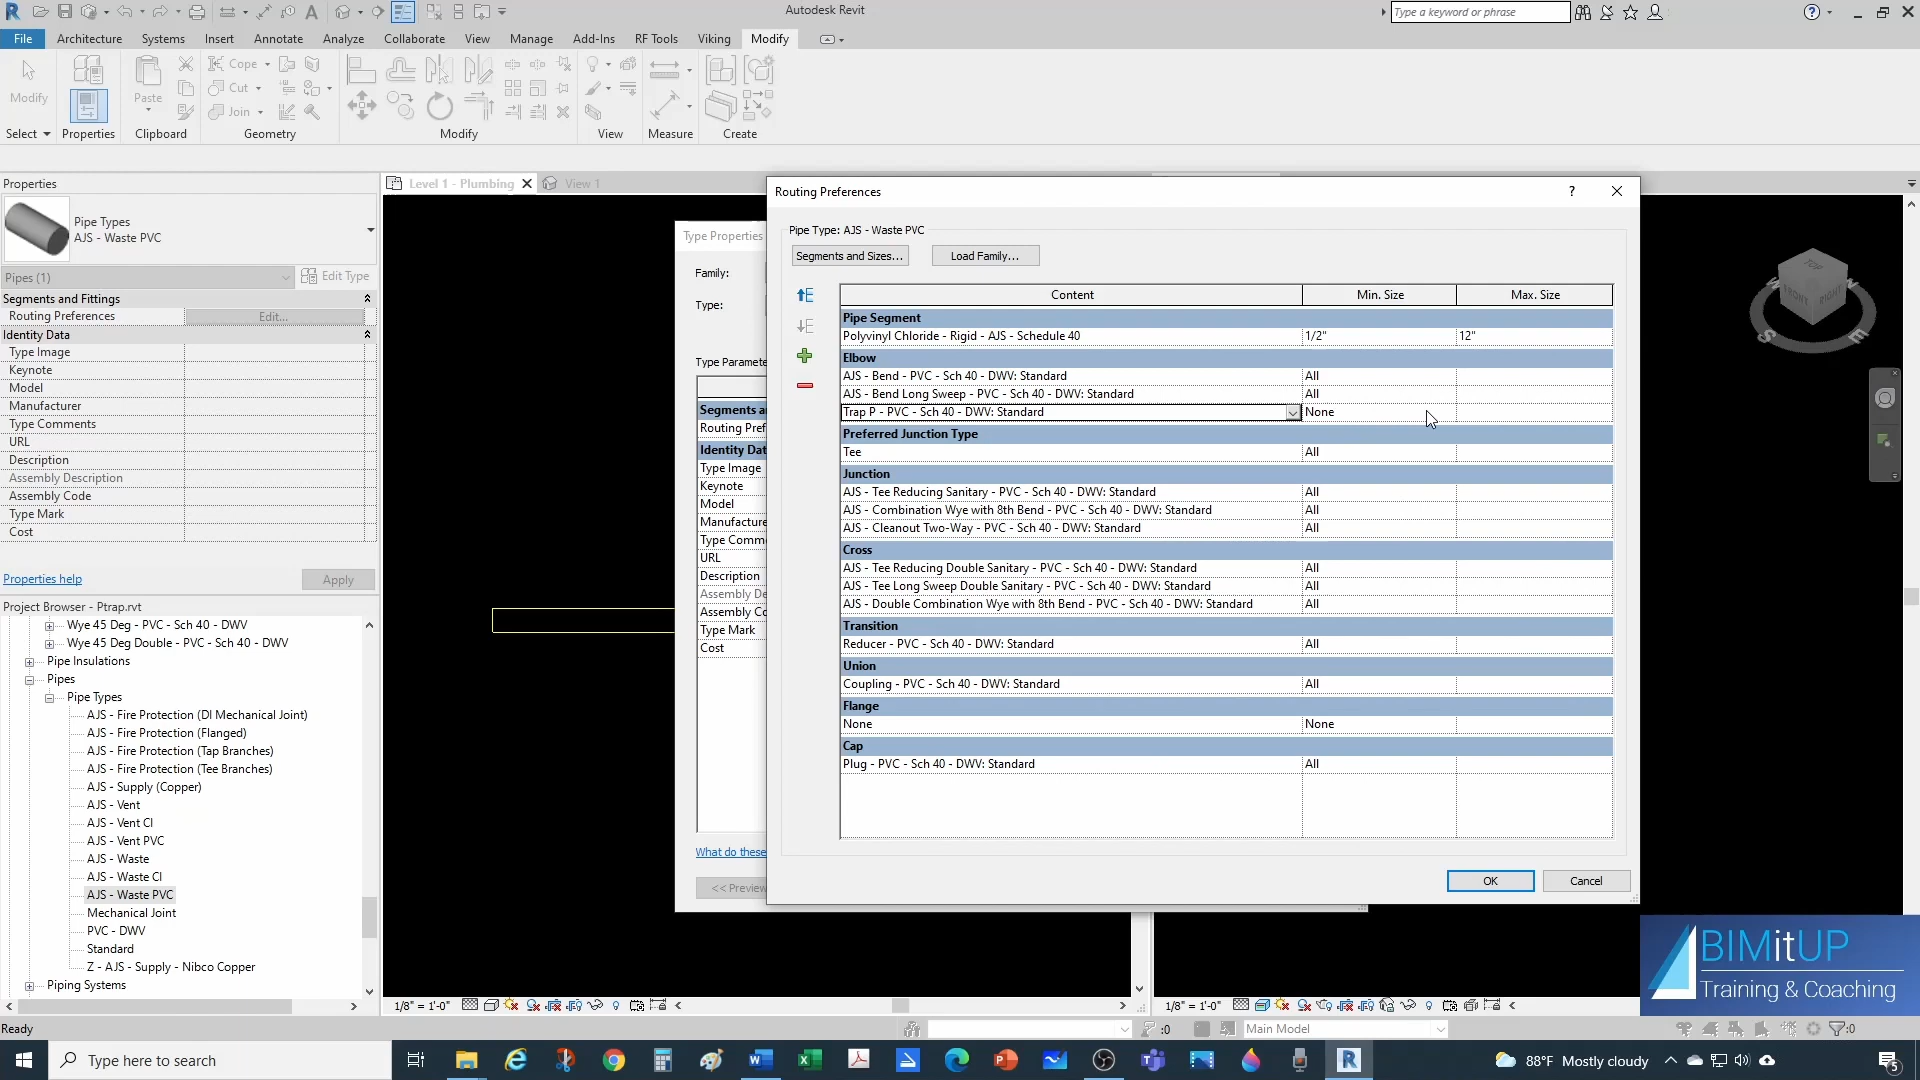 Autodesk Revit
Type a keyword or phrase
File Architecture Systems Insert Annotate Analyze Collaborate View Manage Add-Ins RF Tools Viking Modify
Modify Paste Cope Cut Join
Select Properties Clipboard Geometry Modify View Measure Create
Properties
Pipe Types
AJS - Waste PVC
Pipes (1) Edit Type
Segments and Fittings
Routing Preferences Edit...
Identity Data
Type Image
Keynote
Model
Manufacturer
Type Comments
URL
Description
Assembly Description
Assembly Code
Type Mark
Cost
Properties help Apply
Project Browser - Ptrap.rvt
Wye 45 Deg - PVC - Sch 40 - DWV
Wye 45 Deg Double - PVC - Sch 40 - DWV
Pipe Insulations
Pipes
Pipe Types
AJS - Fire Protection (DI Mechanical Joint)
AJS - Fire Protection (Flanged)
AJS - Fire Protection (Tap Branches)
AJS - Fire Protection (Tee Branches)
AJS - Supply (Copper)
AJS - Vent
AJS - Vent CI
AJS - Vent PVC
AJS - Waste
AJS - Waste CI
AJS - Waste PVC
Mechanical Joint
PVC - DWV
Standard
Z - AJS - Supply - Nibco Copper
Piping Systems
Level 1 - Plumbing View 1
Type Properties
Family:
Type:
Type Paramete
Segments a
Routing Pref
Identity Dat
Type Image
Keynote
Model
Manufacture
Type Comm
URL
Description
Assembly De
Assembly Co
Type Mark
Cost
What do these
<< Preview
Routing Preferences
Pipe Type: AJS - Waste PVC
Segments and Sizes... Load Family...
Content Min. Size Max. Size
Pipe Segment
Polyvinyl Chloride - Rigid - AJS - Schedule 40 1/2" 12"
Elbow
AJS - Bend - PVC - Sch 40 - DWV: Standard All
AJS - Bend Long Sweep - PVC - Sch 40 - DWV: Standard All
Trap P - PVC - Sch 40 - DWV: Standard None
Preferred Junction Type
Tee All
Junction
AJS - Tee Reducing Sanitary - PVC - Sch 40 - DWV: Standard All
AJS - Combination Wye with 8th Bend - PVC - Sch 40 - DWV: Standard All
AJS - Cleanout Two-Way - PVC - Sch 40 - DWV: Standard All
Cross
AJS - Tee Reducing Double Sanitary - PVC - Sch 40 - DWV: Standard All
AJS - Tee Long Sweep Double Sanitary - PVC - Sch 40 - DWV: Standard All
AJS - Double Combination Wye with 8th Bend - PVC - Sch 40 - DWV: Standard All
Transition
Reducer - PVC - Sch 40 - DWV: Standard All
Union
Coupling - PVC - Sch 40 - DWV: Standard All
Flange
None None
Cap
Plug - PVC - Sch 40 - DWV: Standard All
OK Cancel
TOP
FRONT RIGHT
S E
BIMitUP
Training & Coaching
1/8" = 1'-0" 1/8" = 1'-0"
Ready :0 Main Model :0
Type here to search 88°F Mostly cloudy 5